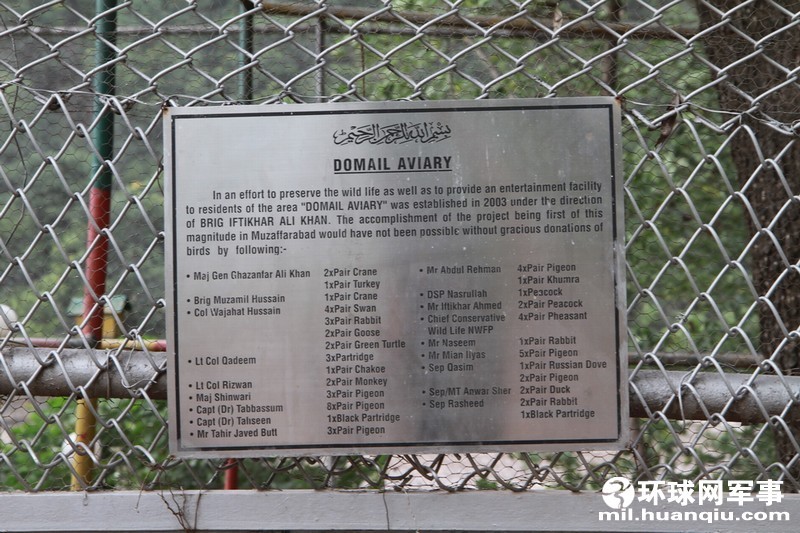 بسم الله الرحمن الرحيم
DOMAIL AVIARY
In an effort to preserve the wild life as well as to provide an entertainment facility
to residents of the area "DOMAIL AVIARY" was established in 2003 under the direction
of BRIG IFTIKHAR ALI KHAN. The accomplishment of the project being first of this
magnitude in Muzaffarabad would have not been possible without gracious donations of
birds by following:-
• Maj Gen Ghazanfar Ali Khan 2xPair Crane
1xPair Turkey
• Brig Muzamil Hussain 1xPair Crane
• Col Wajahat Hussain 4xPair Swan
3xPair Rabbit
2xPair Goose
2xPair Green Turtle
• Lt Col Qadeem 3xPartridge
1xPair Chakoe
• Lt Col Rizwan 2xPair Monkey
• Maj Shinwari 3xPair Pigeon
• Capt (Dr) Tabbassum 8xPair Pigeon
• Capt (Dr) Tahseen 1xBlack Partridge
• Mr Tahir Javed Butt 3xPair Pigeon
• Mr Abdul Rehman 4xPair Pigeon
1xPair Khumra
• DSP Nasrullah 1xPeacock
• Mr Iftikhar Ahmed 2xPair Peacock
• Chief Conservative 4xPair Pheasant
Wild Life NWFP
• Mr Naseem 1xPair Rabbit
• Mr Mian Ilyas 5xPair Pigeon
• Sep Qasim 1xPair Russian Dove
2xPair Pigeon
• Sep/MT Anwar Sher 2xPair Duck
• Sep Rasheed 2xPair Rabbit
1xBlack Partridge
环球网军事
mil.huanqiu.com